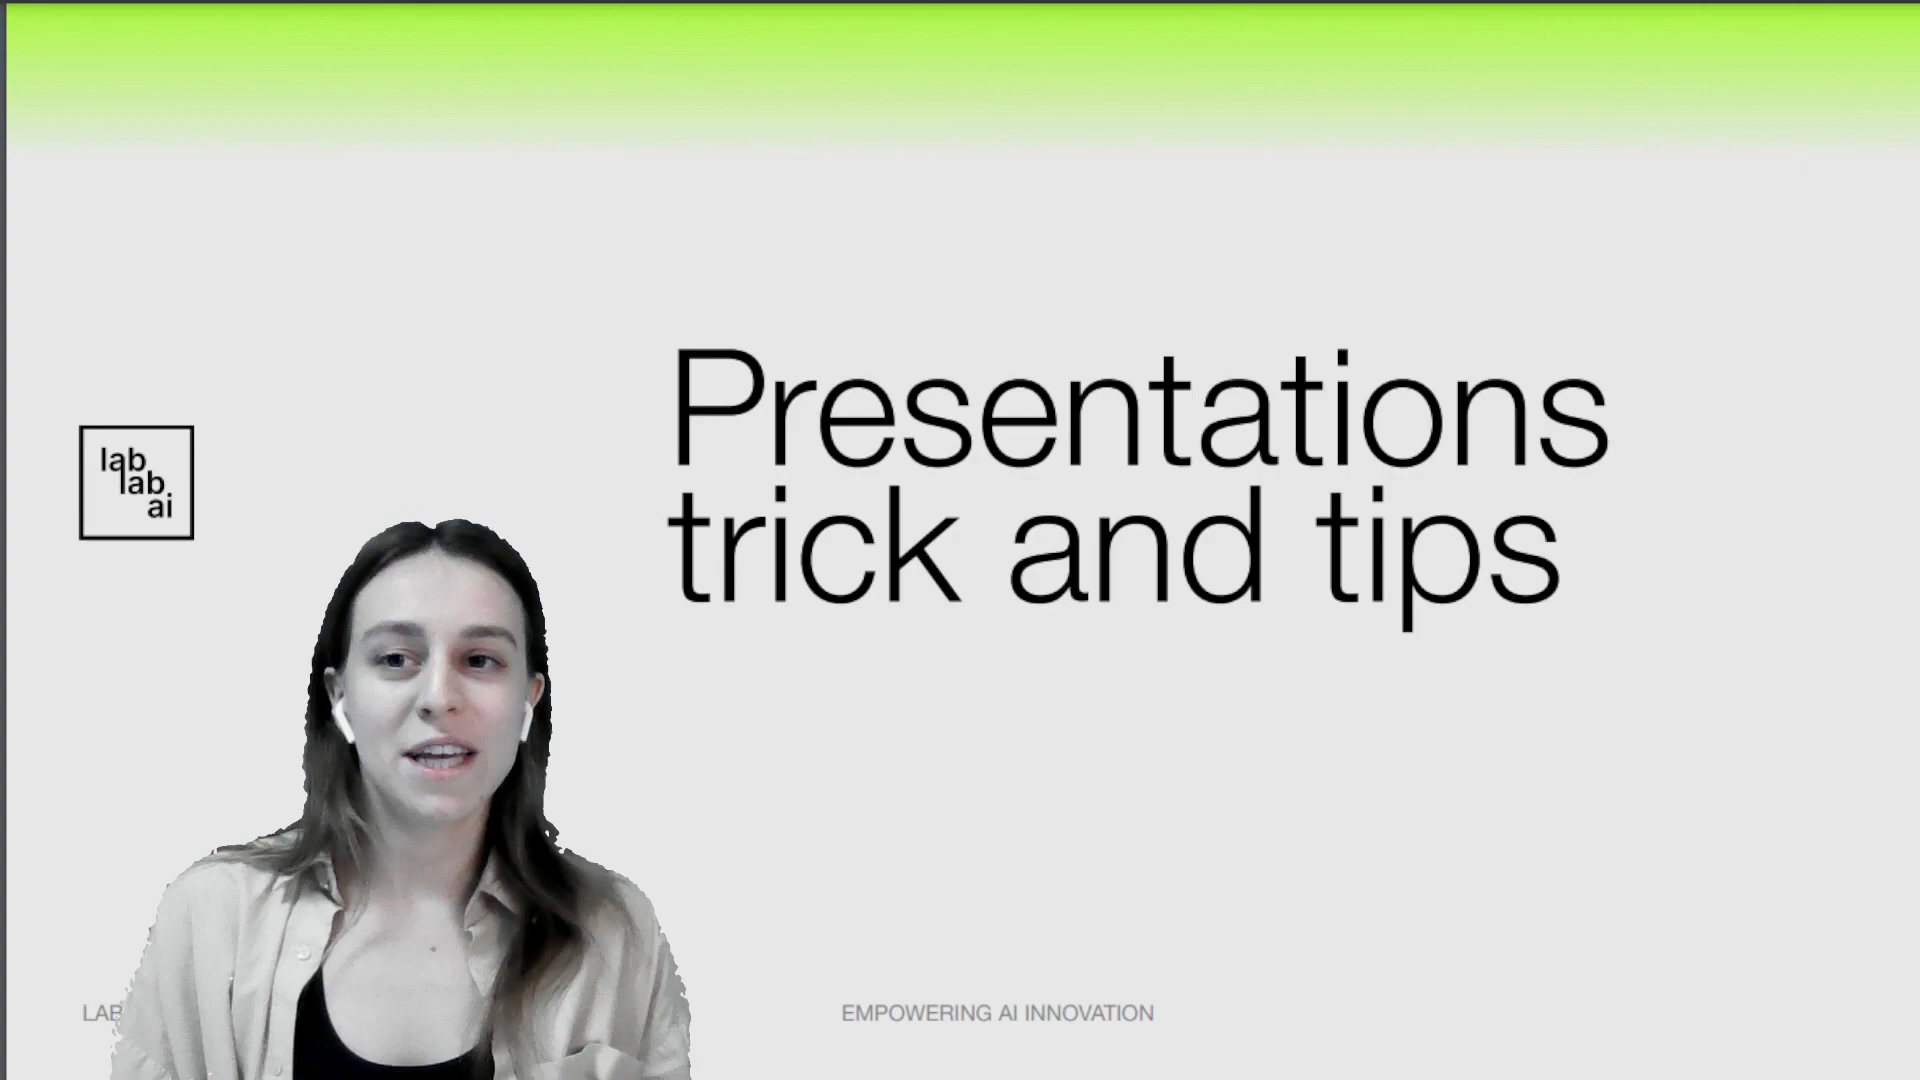 Presentations
trick and tips
lab
lab
ai
LAB
EMPOWERING AI INNOVATION